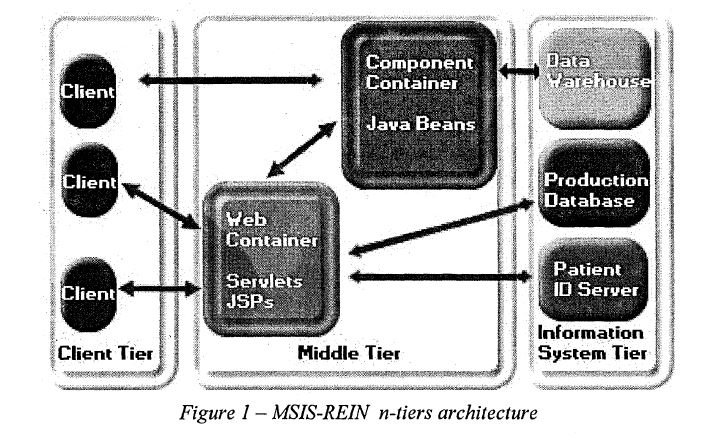 Client
Client
Client
Client Tier
Component
Container
Java Beans
Web
Container
Servlets
JSPs
Middle Tier
Data
Warehouse
Production
Database
Patient
ID Server
Information
System Tier
Figure 1 – MSIS-REIN n-tiers architecture